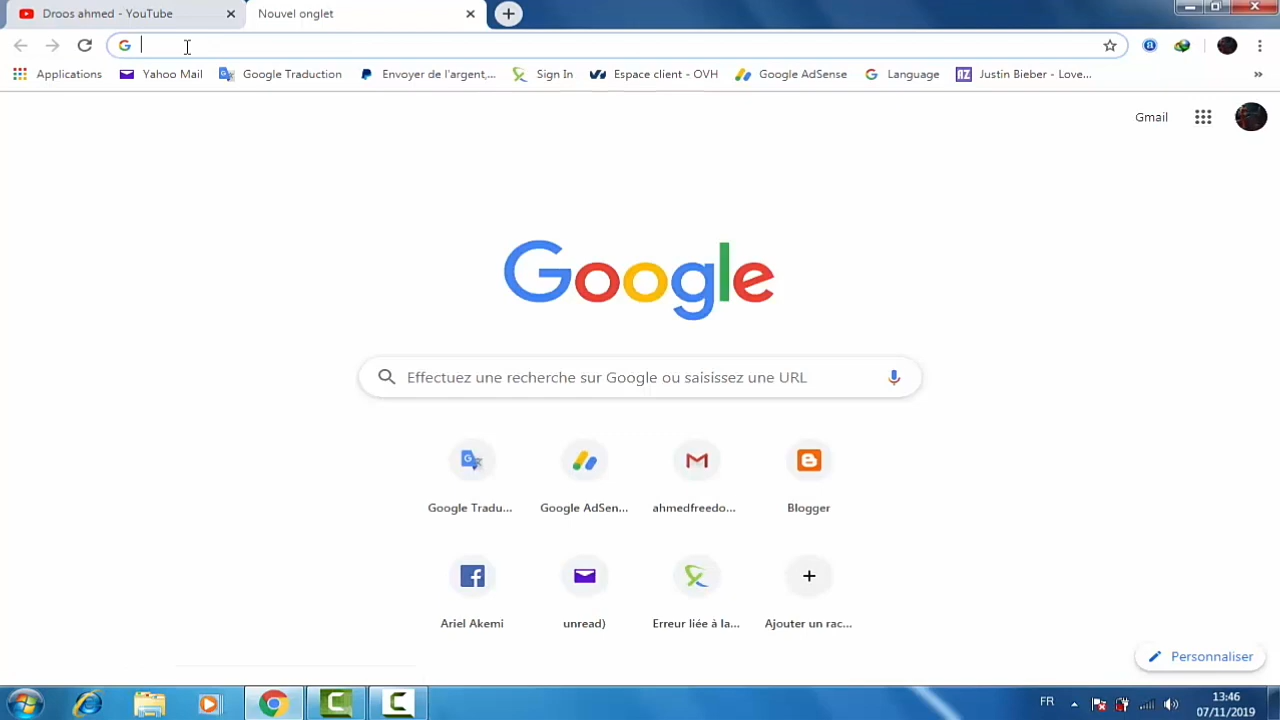 Droos ahmed - YouTube
Nouvel onglet
Applications
Yahoo Mail
Google Traduction
Envoyer de l'argent,...
Sign In
Espace client - OVH
Google AdSense
Language
Justin Bieber - Love...
Gmail
Google
Effectuez une recherche sur Google ou saisissez une URL
Google Tradu...
Google AdSen...
ahmedfreedo...
Blogger
Ariel Akemi
unread)
Erreur liée à la...
Ajouter un rac...
Personnaliser
FR
13:46
07/11/2019